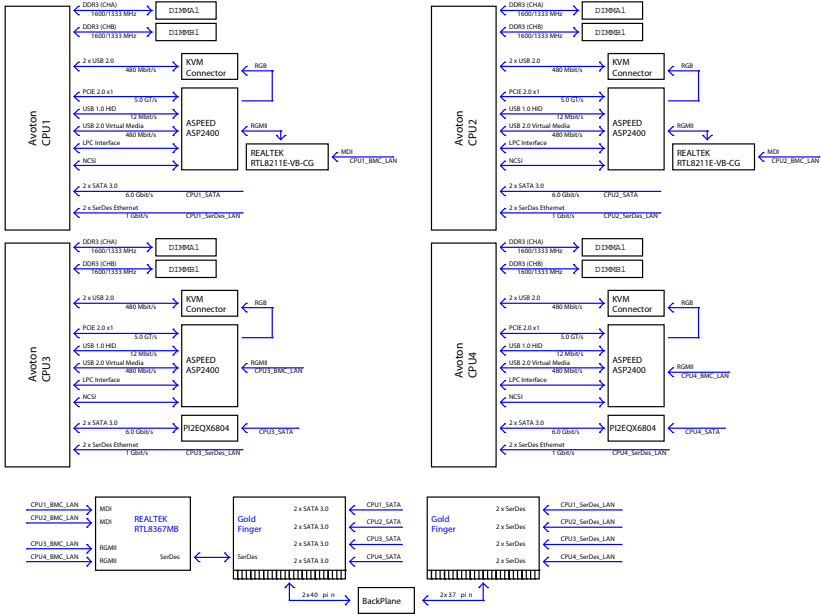 DDR3 (CHA)
1600/1333 MHz
DIMMA1
DDR3 (CHB)
1600/1333 MHz
DIMMB1
2 x USB 2.0
480 Mbit/s
KVM
Connector
RGB
PCIE 2.0 x1
5.0 GT/s
USB 1.0 HID
12 Mbit/s
USB 2.0 Virtual Media
480 Mbit/s
LPC Interface
NCSI
ASPEED
ASP2400
RGMII
REALTEK
RTL8211E-VB-CG
MDI
CPU1_BMC_LAN
2 x SATA 3.0
6.0 Gbit/s
CPU1_SATA
2 x SerDes Ethernet
1 Gbit/s
CPU1_SerDes_LAN
Avoton
CPU1
DDR3 (CHA)
1600/1333 MHz
DIMMA1
DDR3 (CHB)
1600/1333 MHz
DIMMB1
2 x USB 2.0
480 Mbit/s
KVM
Connector
RGB
PCIE 2.0 x1
5.0 GT/s
USB 1.0 HID
12 Mbit/s
USB 2.0 Virtual Media
480 Mbit/s
LPC Interface
NCSI
ASPEED
ASP2400
RGMII
REALTEK
RTL8211E-VB-CG
MDI
CPU2_BMC_LAN
2 x SATA 3.0
6.0 Gbit/s
CPU2_SATA
2 x SerDes Ethernet
1 Gbit/s
CPU2_SerDes_LAN
Avoton
CPU2
DDR3 (CHA)
1600/1333 MHz
DIMMA1
DDR3 (CHB)
1600/1333 MHz
DIMMB1
2 x USB 2.0
480 Mbit/s
KVM
Connector
RGB
PCIE 2.0 x1
5.0 GT/s
USB 1.0 HID
12 Mbit/s
USB 2.0 Virtual Media
480 Mbit/s
LPC Interface
NCSI
ASPEED
ASP2400
RGMII
CPU3_BMC_LAN
2 x SATA 3.0
6.0 Gbit/s
PI2EQX6804
CPU3_SATA
2 x SerDes Ethernet
1 Gbit/s
CPU3_SerDes_LAN
Avoton
CPU3
DDR3 (CHA)
1600/1333 MHz
DIMMA1
DDR3 (CHB)
1600/1333 MHz
DIMMB1
2 x USB 2.0
480 Mbit/s
KVM
Connector
RGB
PCIE 2.0 x1
5.0 GT/s
USB 1.0 HID
12 Mbit/s
USB 2.0 Virtual Media
480 Mbit/s
LPC Interface
NCSI
ASPEED
ASP2400
RGMII
CPU4_BMC_LAN
2 x SATA 3.0
6.0 Gbit/s
PI2EQX6804
CPU4_SATA
2 x SerDes Ethernet
1 Gbit/s
CPU4_SerDes_LAN
Avoton
CPU4
CPU1_BMC_LAN
CPU2_BMC_LAN
CPU3_BMC_LAN
CPU4_BMC_LAN
MDI
MDI
RGMII
RGMII
REALTEK
RTL8367MB
SerDes
Gold
Finger
SerDes
2 x SATA 3.0
2 x SATA 3.0
2 x SATA 3.0
2 x SATA 3.0
CPU1_SATA
CPU2_SATA
CPU3_SATA
CPU4_SATA
Gold
Finger
2 x SerDes
2 x SerDes
2 x SerDes
2 x SerDes
CPU1_SerDes_LAN
CPU2_SerDes_LAN
CPU3_SerDes_LAN
CPU4_SerDes_LAN
2x40 pin
BackPlane
2x37 pin